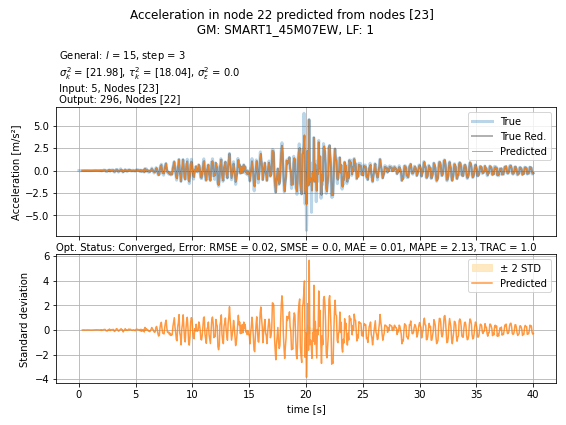 Acceleration in node 22 predicted from nodes [23]
GM: SMART1_45M07EW, LF: 1
General: l = 15, step = 3
σ²ₖ = [21.98], τ²ₖ = [18.04], σ²ₑ = 0.0
Input: 5, Nodes [23]
Output: 296, Nodes [22]
Acceleration [m/s²]
5.0
2.5
0.0
−2.5
−5.0
True
True Red.
Predicted
Opt. Status: Converged, Error: RMSE = 0.02, SMSE = 0.0, MAE = 0.01, MAPE = 2.13, TRAC = 1.0
Standard deviation
6
4
2
0
−2
−4
± 2 STD
Predicted
0 5 10 15 20 25 30 35 40
time [s]